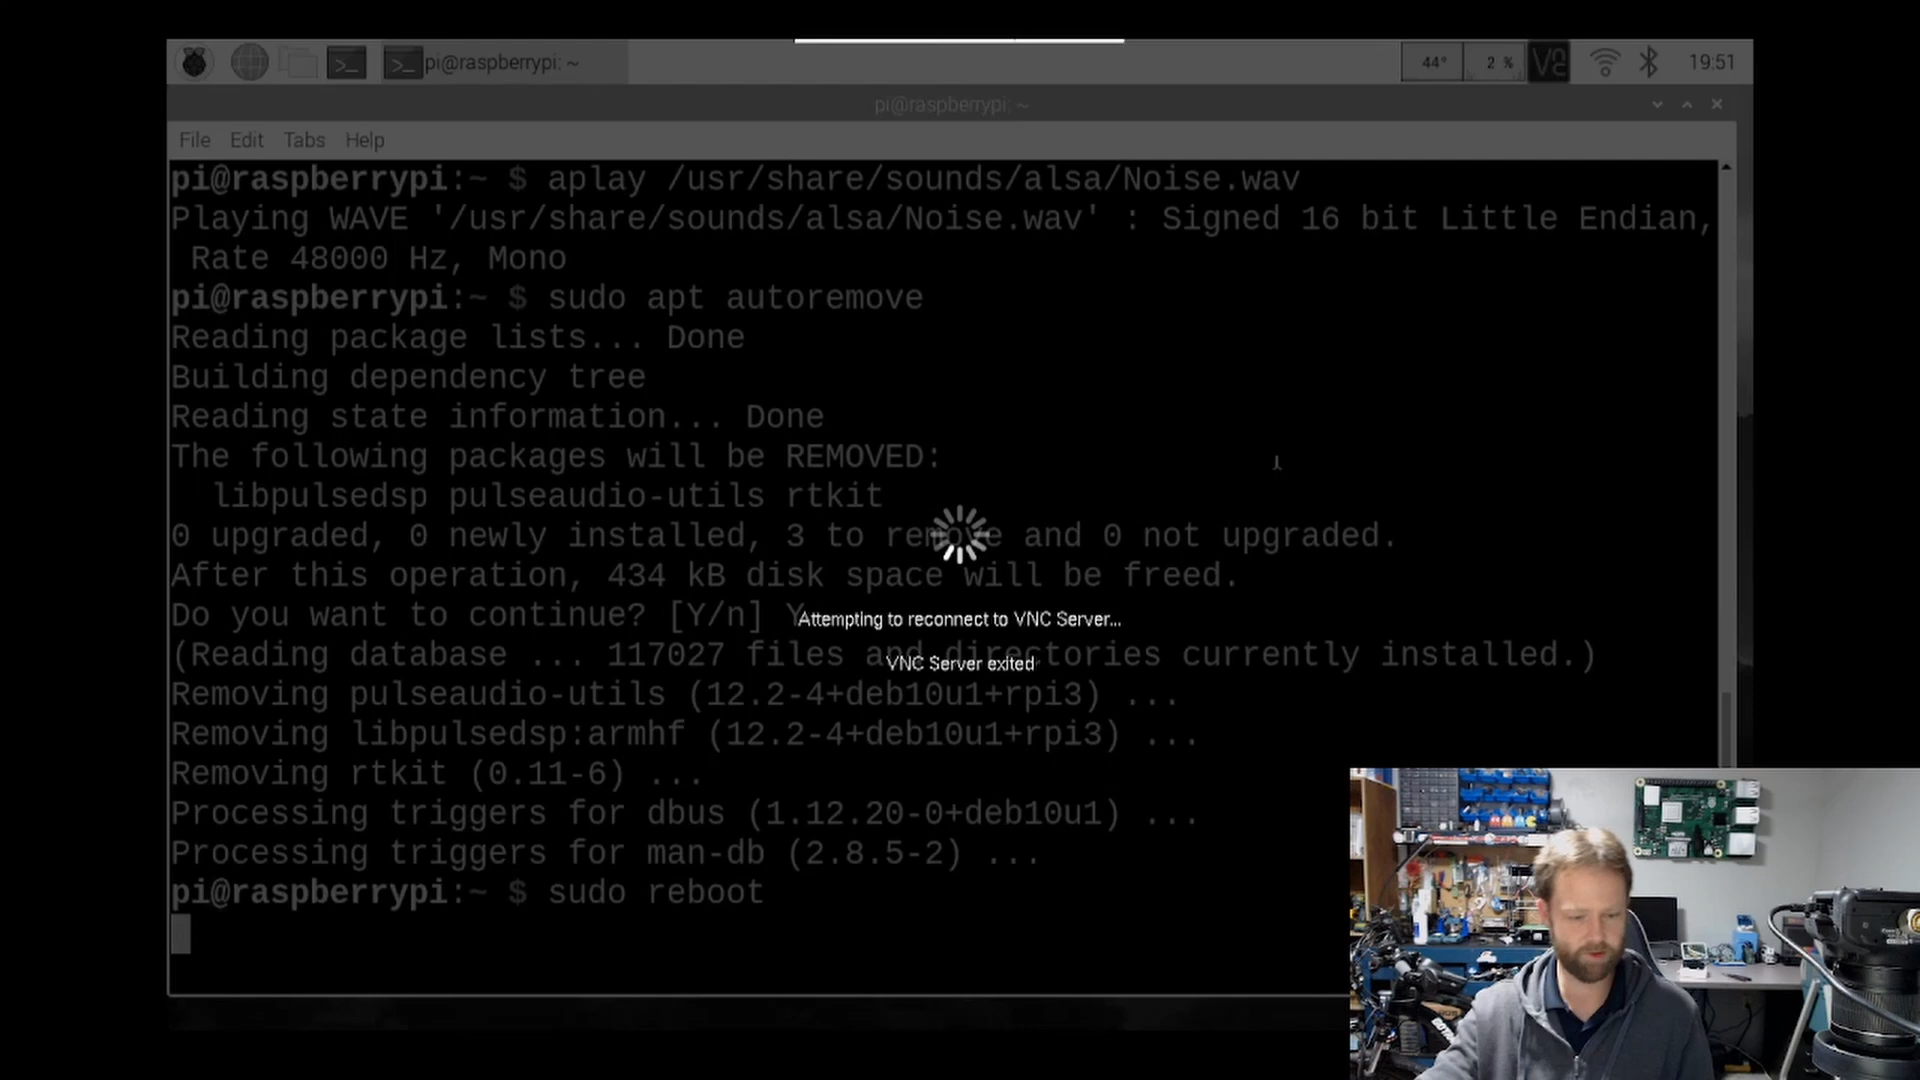 pi@raspberrypi: ~
44°
2 %
19:51
pi@raspberrypi: ~
File Edit Tabs Help
pi@raspberrypi:~ $ aplay /usr/share/sounds/alsa/Noise.wav
Playing WAVE '/usr/share/sounds/alsa/Noise.wav' : Signed 16 bit Little Endian,
Rate 48000 Hz, Mono
pi@raspberrypi:~ $ sudo apt autoremove
Reading package lists... Done
Building dependency tree
Reading state information... Done
The following packages will be REMOVED:
libpulsedsp pulseaudio-utils rtkit
0 upgraded, 0 newly installed, 3 to remove and 0 not upgraded.
After this operation, 434 kB disk space will be freed.
Do you want to continue? [Y/n] Y
Attempting to reconnect to VNC Server...
(Reading database ... 117027 files and directories currently installed.)
VNC Server exited
Removing pulseaudio-utils (12.2-4+deb10u1+rpi3) ...
Removing libpulsedsp:armhf (12.2-4+deb10u1+rpi3) ...
Removing rtkit (0.11-6) ...
Processing triggers for dbus (1.12.20-0+deb10u1) ...
Processing triggers for man-db (2.8.5-2) ...
pi@raspberrypi:~ $ sudo reboot